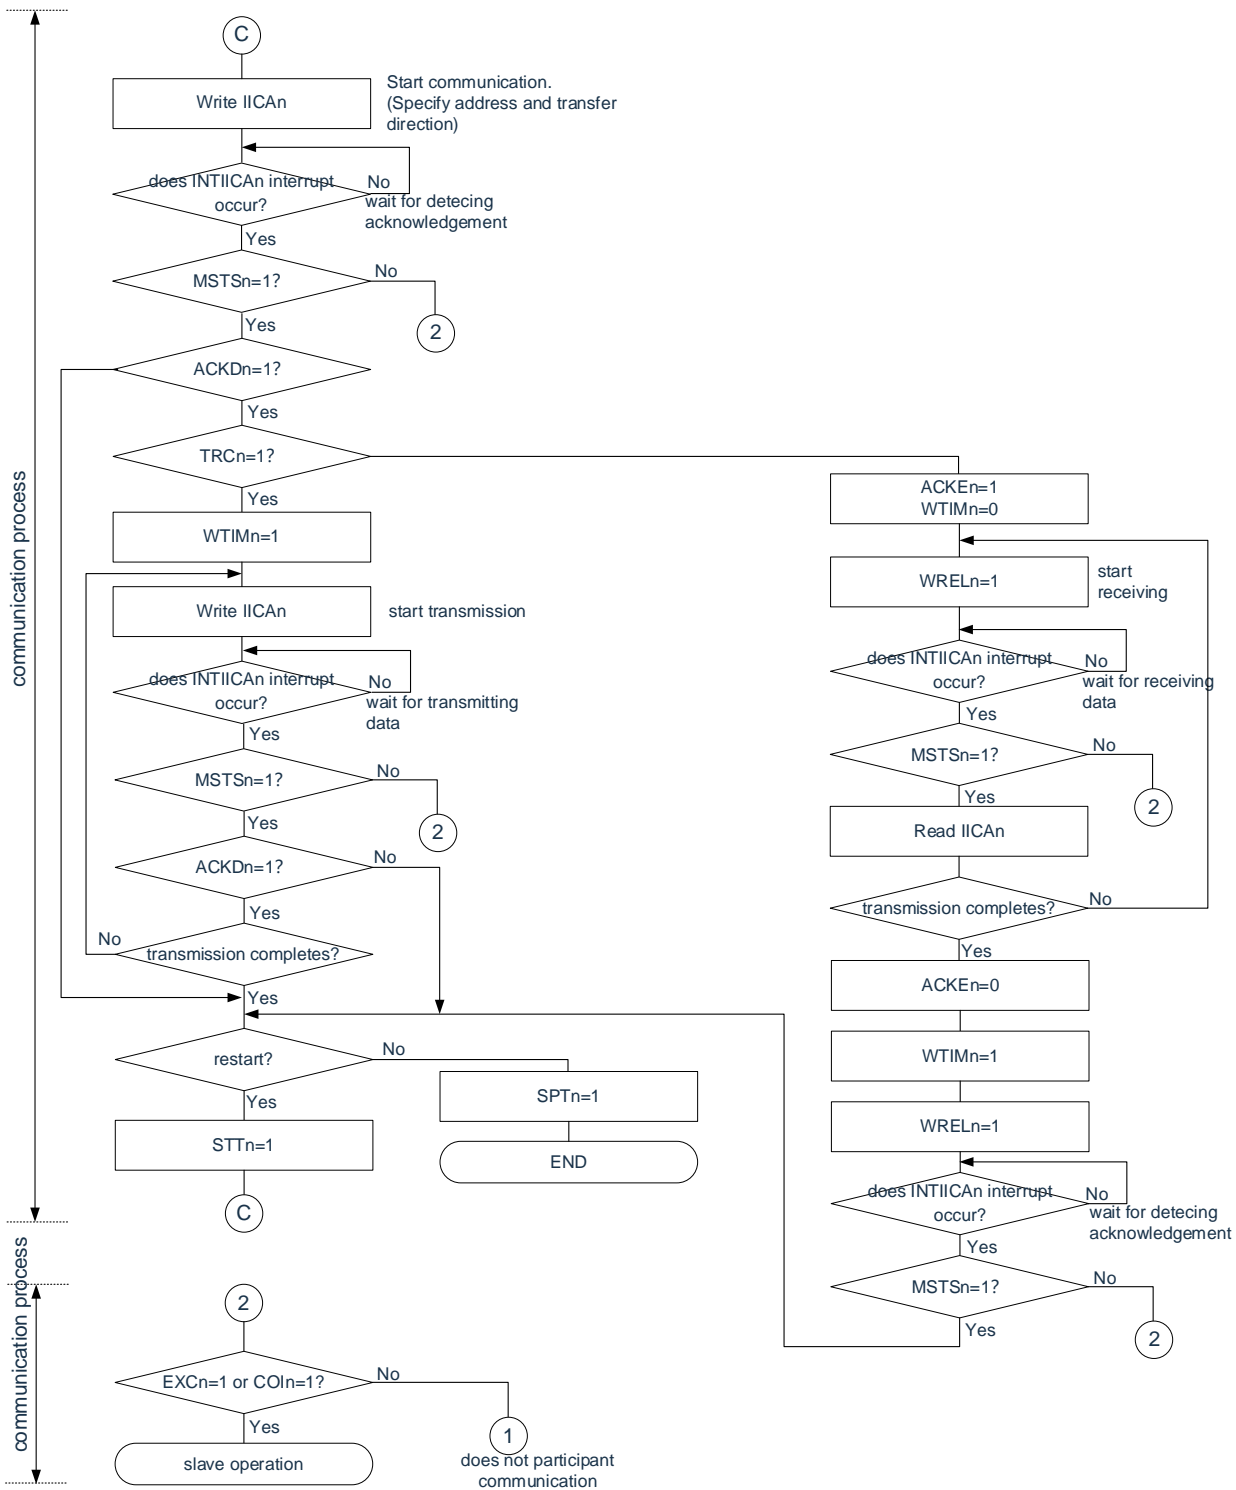 C
Write IICAn
Start communication.
(Specify address and transfer
direction)
does INTIICAn interrupt
occur?
No
wait for detecing
acknowledgement
Yes
MSTSn=1?
No
2
Yes
ACKDn=1?
Yes
TRCn=1?
Yes
WTIMn=1
Write IICAn
start transmission
does INTIICAn interrupt
occur?
No
wait for transmitting
data
Yes
MSTSn=1?
No
2
Yes
ACKDn=1?
No
Yes
transmission completes?
No
Yes
restart?
No
Yes
SPTn=1
END
STTn=1
C
ACKEn=1
WTIMn=0
WRELn=1
start
receiving
does INTIICAn interrupt
occur?
No
wait for receiving
data
Yes
MSTSn=1?
No
2
Yes
Read IICAn
transmission completes?
No
Yes
ACKEn=0
WTIMn=1
WRELn=1
does INTIICAn interrupt
occur?
No
wait for detecing
acknowledgement
Yes
MSTSn=1?
No
2
Yes
communication process
2
EXCn=1 or COIn=1?
No
1
does not participant
communication
Yes
slave operation
communication process